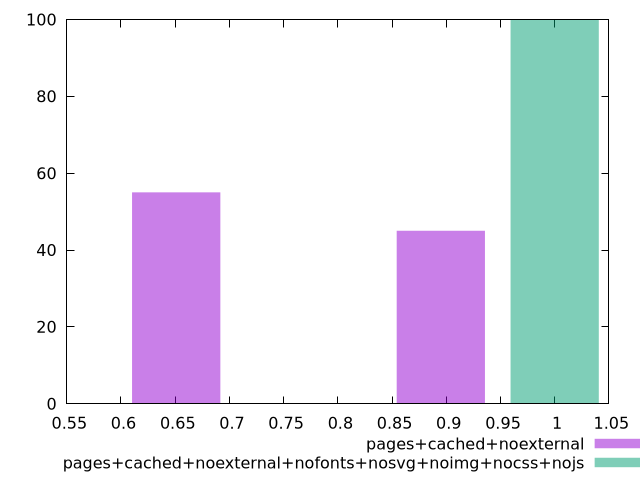 100
80
60
40
20
0
0.55 0.6 0.65 0.7 0.75 0.8 0.85 0.9 0.95 1 1.05
pages+cached+noexternal
pages+cached+noexternal+nofonts+nosvg+noimg+nocss+nojs